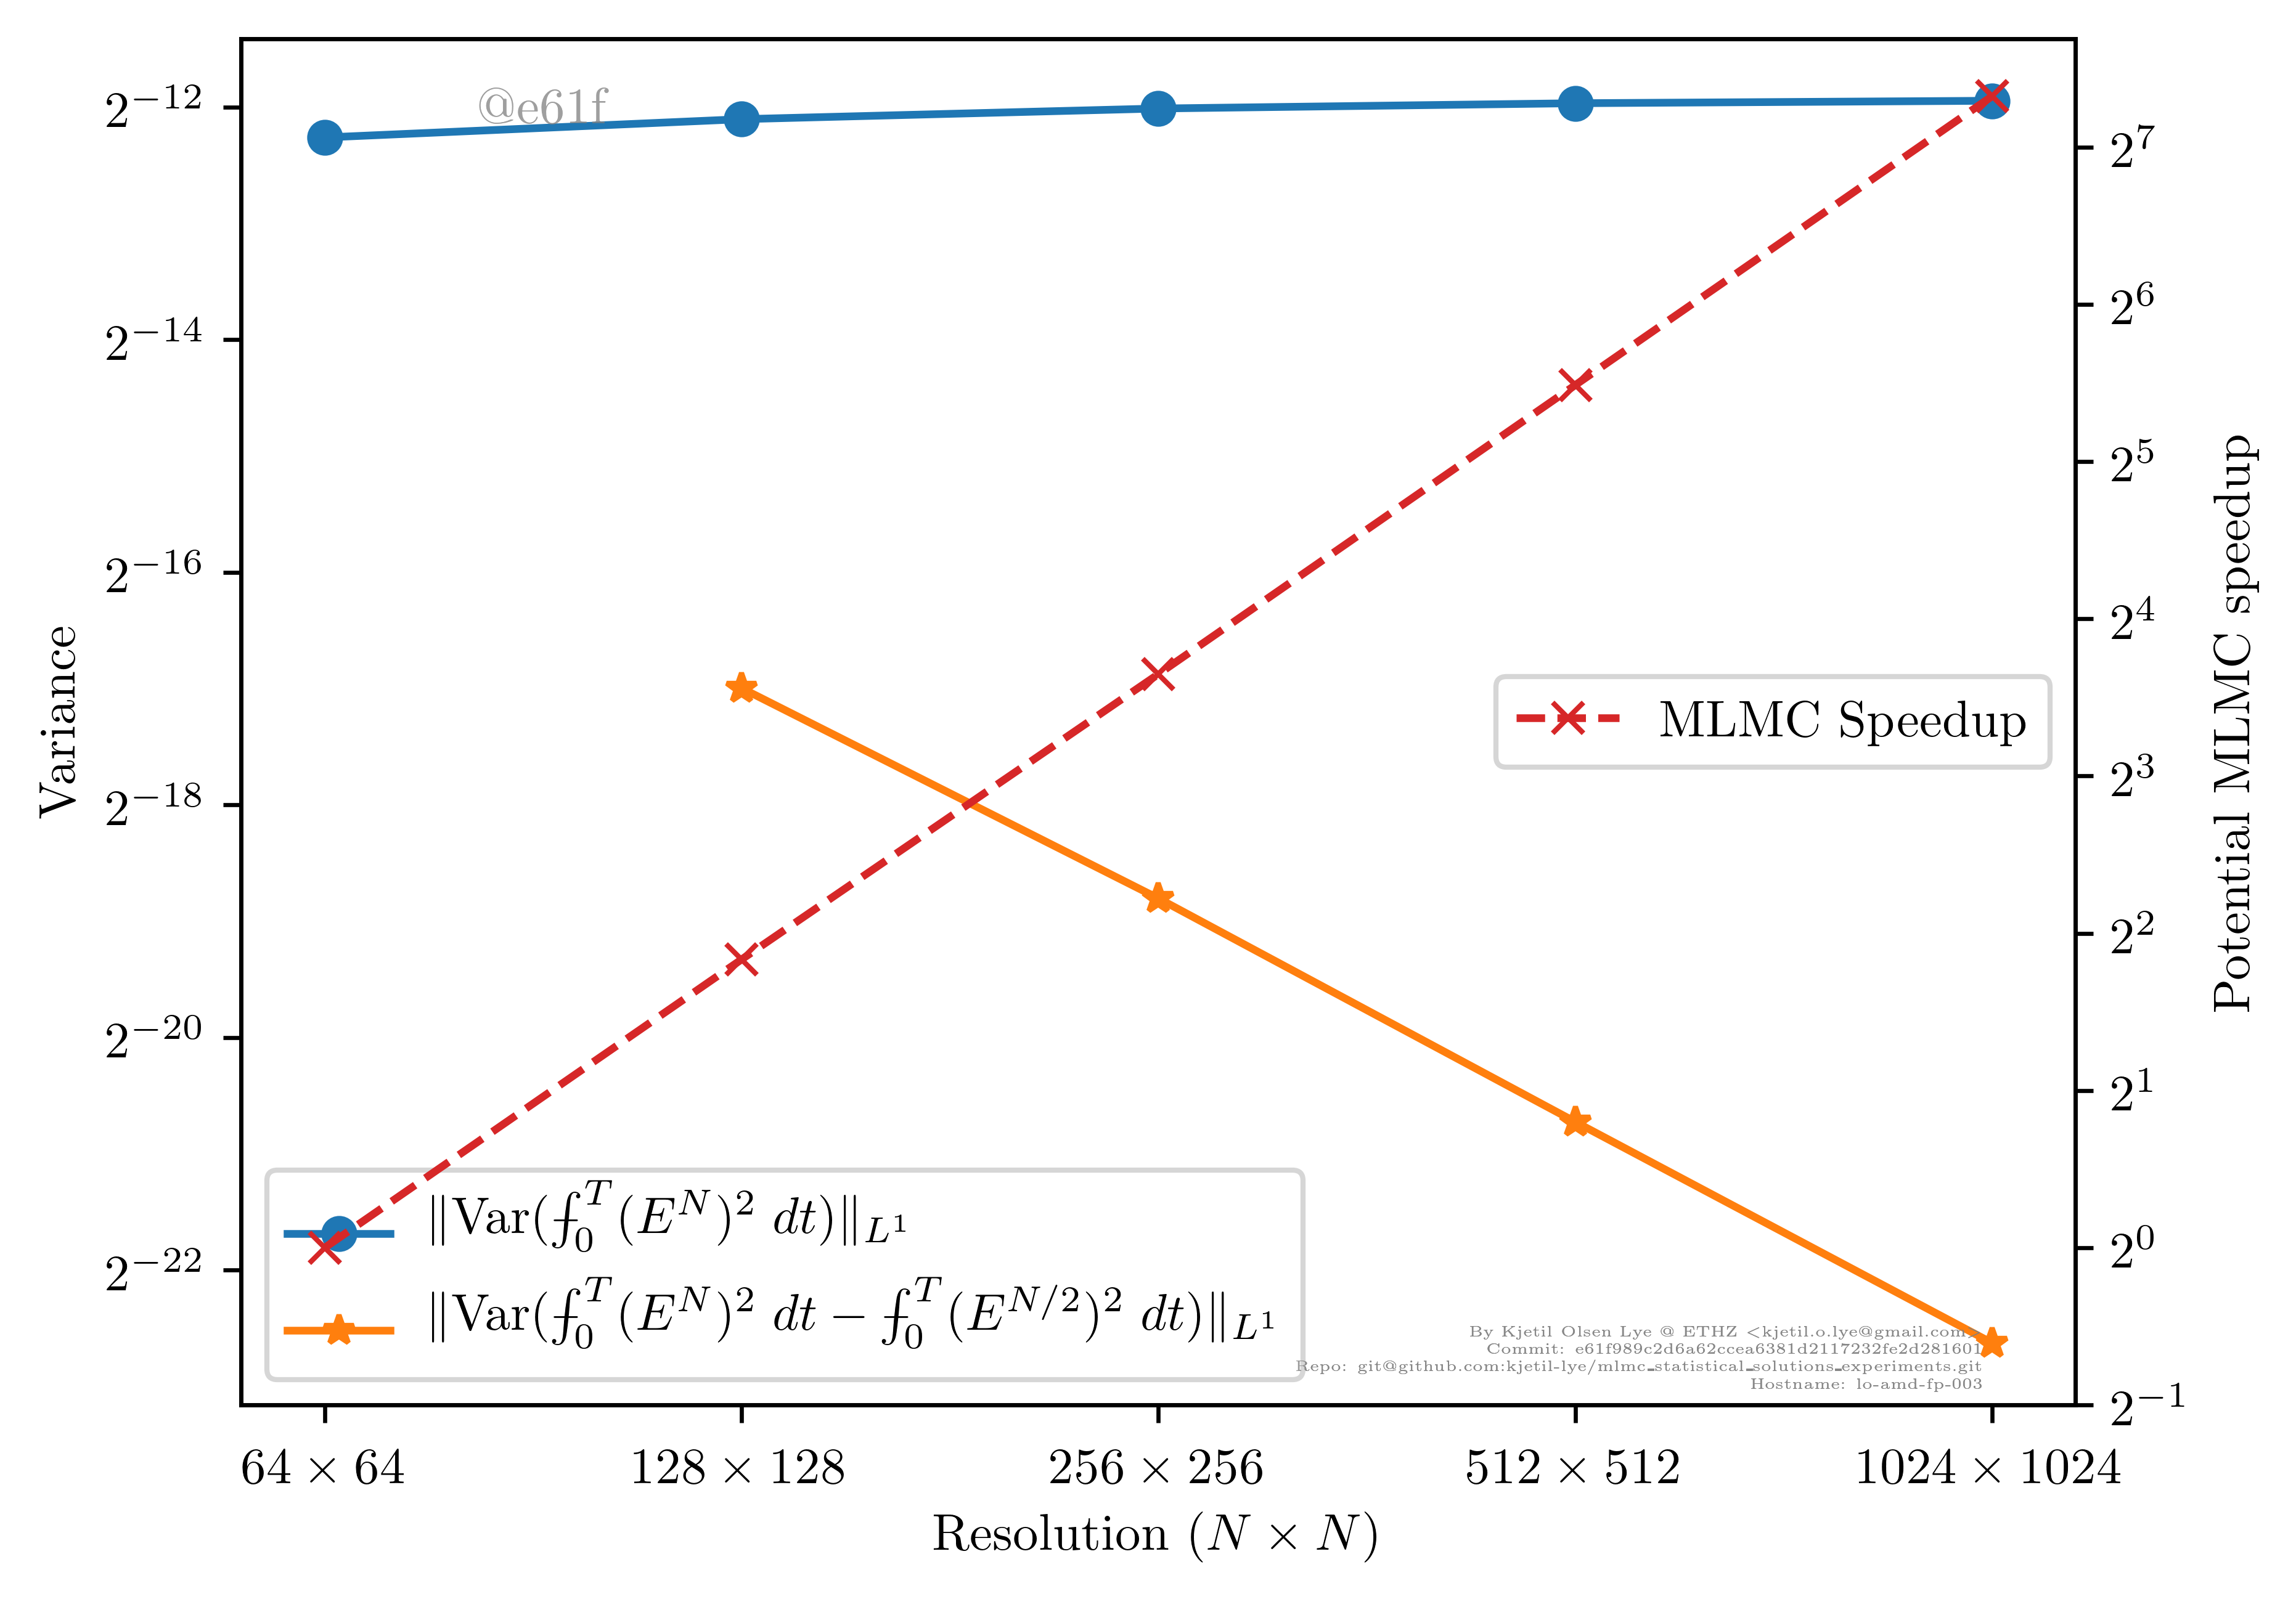 @e61f
2^{-12}
2^{-14}
2^{-16}
2^{-18}
2^{-20}
2^{-22}
Variance
2^7
2^6
2^5
2^4
2^3
2^2
2^1
2^0
2^{-1}
Potential MLMC speedup
MLMC Speedup
‖Var(⨍_0^T (E^N)^2 dt)‖_{L^1}
‖Var(⨍_0^T (E^N)^2 dt − ⨍_0^T (E^{N/2})^2 dt)‖_{L^1}
By Kjetil Olsen Lye @ ETHZ <kjetil.o.lye@gmail.com>
Commit: e61f989c2d6a62ccea6381d2117232fe2d281601
Repo: git@github.com:kjetil-lye/mlmc_statistical_solutions_experiments.git
Hostname: lo-amd-fp-003
64 × 64
128 × 128
256 × 256
512 × 512
1024 × 1024
Resolution (N × N)